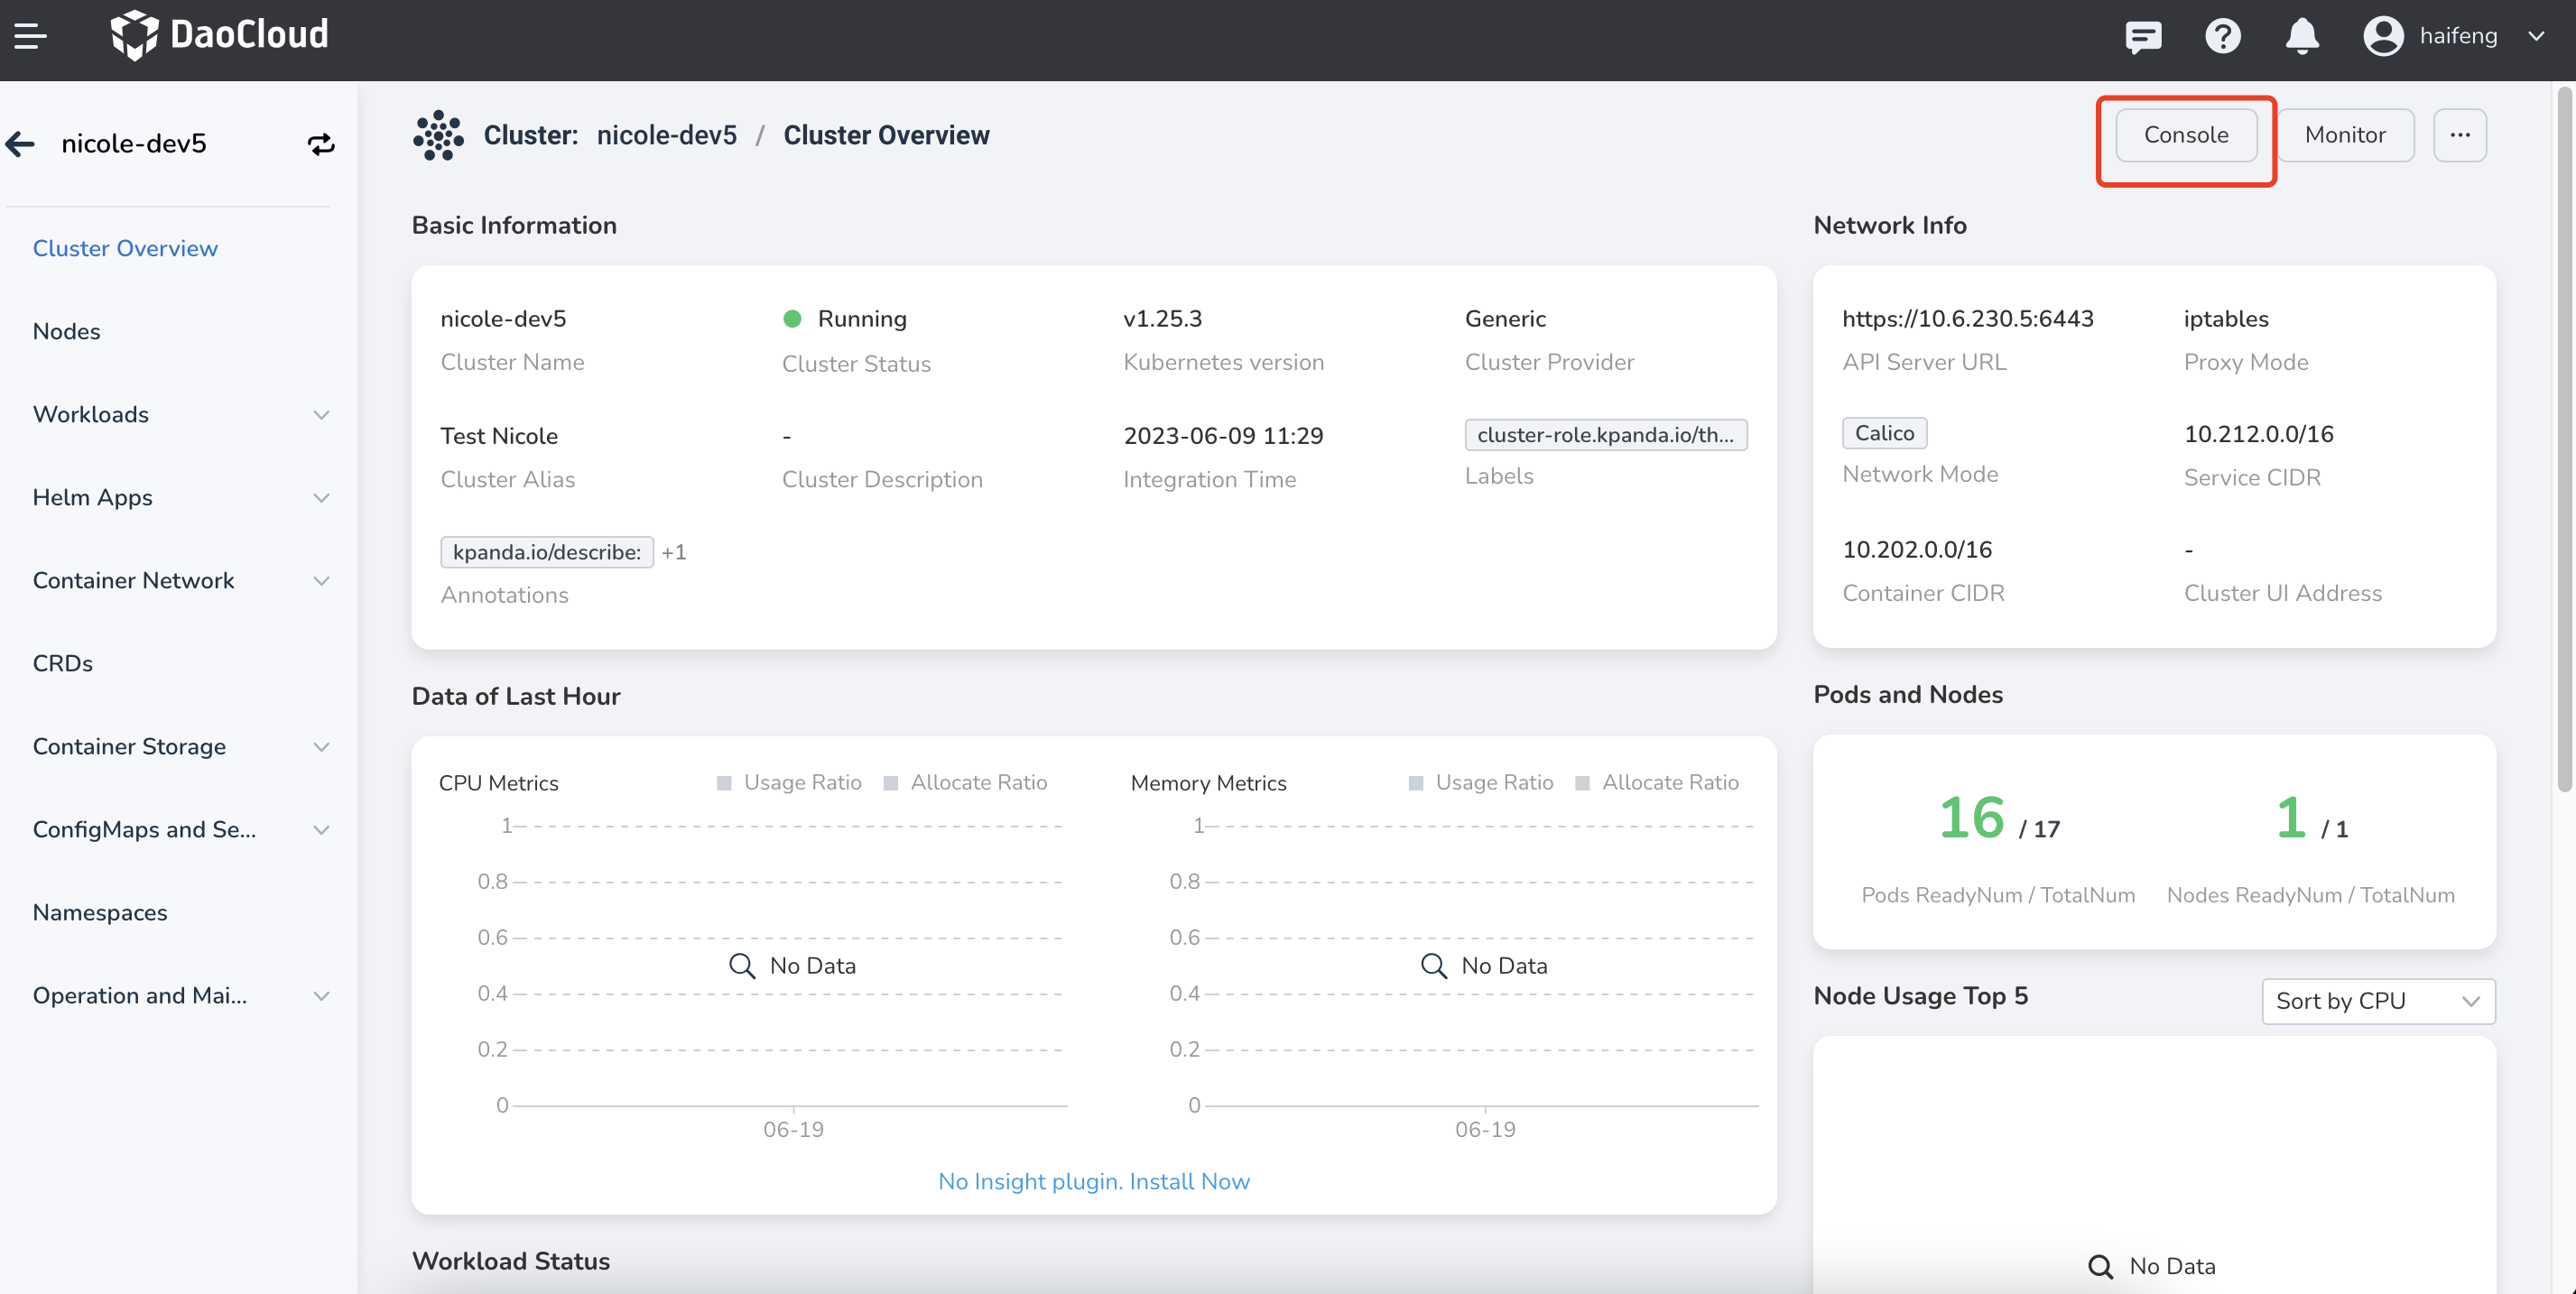 DaoCloud
haifeng
nicole-dev5
Cluster: nicole-dev5 / Cluster Overview
Console
Monitor
...
Cluster Overview
Nodes
Workloads
Helm Apps
Container Network
CRDs
Container Storage
ConfigMaps and Se...
Namespaces
Operation and Mai...
Basic Information
nicole-dev5
Cluster Name
Running
Cluster Status
v1.25.3
Kubernetes version
Generic
Cluster Provider
Test Nicole
Cluster Alias
-
Cluster Description
2023-06-09 11:29
Integration Time
cluster-role.kpanda.io/th...
Labels
kpanda.io/describe: +1
Annotations
Network Info
https://10.6.230.5:6443
API Server URL
iptables
Proxy Mode
Calico
Network Mode
10.212.0.0/16
Service CIDR
10.202.0.0/16
Container CIDR
-
Cluster UI Address
Data of Last Hour
CPU Metrics
Usage Ratio
Allocate Ratio
1
0.8
0.6
0.4
0.2
0
No Data
06-19
Memory Metrics
Usage Ratio
Allocate Ratio
1
0.8
0.6
0.4
0.2
0
No Data
06-19
No Insight plugin. Install Now
Pods and Nodes
16 / 17
Pods ReadyNum / TotalNum
1 / 1
Nodes ReadyNum / TotalNum
Node Usage Top 5
Sort by CPU
No Data
Workload Status